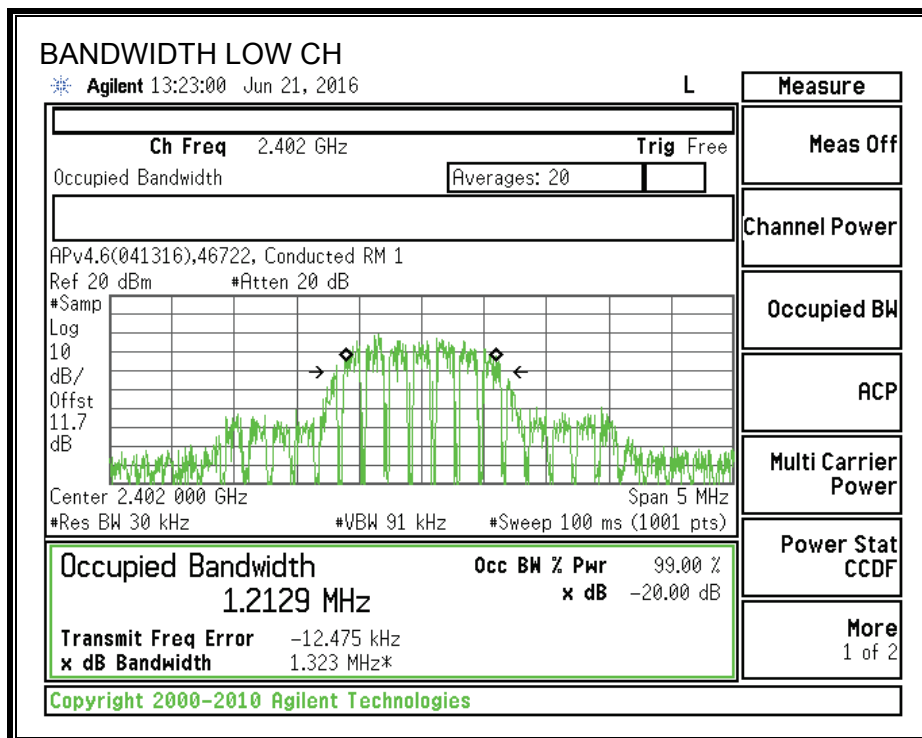 BANDWIDTH LOW CH
Agilent 13:23:00 Jun 21, 2016 L
Measure
Ch Freq 2.402 GHz Trig Free
Meas Off
Occupied Bandwidth Averages: 20
Channel Power
APv4.6(041316),46722, Conducted RM 1
Ref 20 dBm #Atten 20 dB
#Samp
Log
10
dB/
Offst
11.7
dB
Occupied BW
ACP
Multi Carrier
Power
Center 2.402 000 GHz Span 5 MHz
#Res BW 30 kHz #VBW 91 kHz #Sweep 100 ms (1001 pts)
Power Stat
CCDF
Occupied Bandwidth Occ BW % Pwr 99.00 %
1.2129 MHz x dB -20.00 dB
Transmit Freq Error -12.475 kHz
x dB Bandwidth 1.323 MHz*
More
1 of 2
Copyright 2000-2010 Agilent Technologies